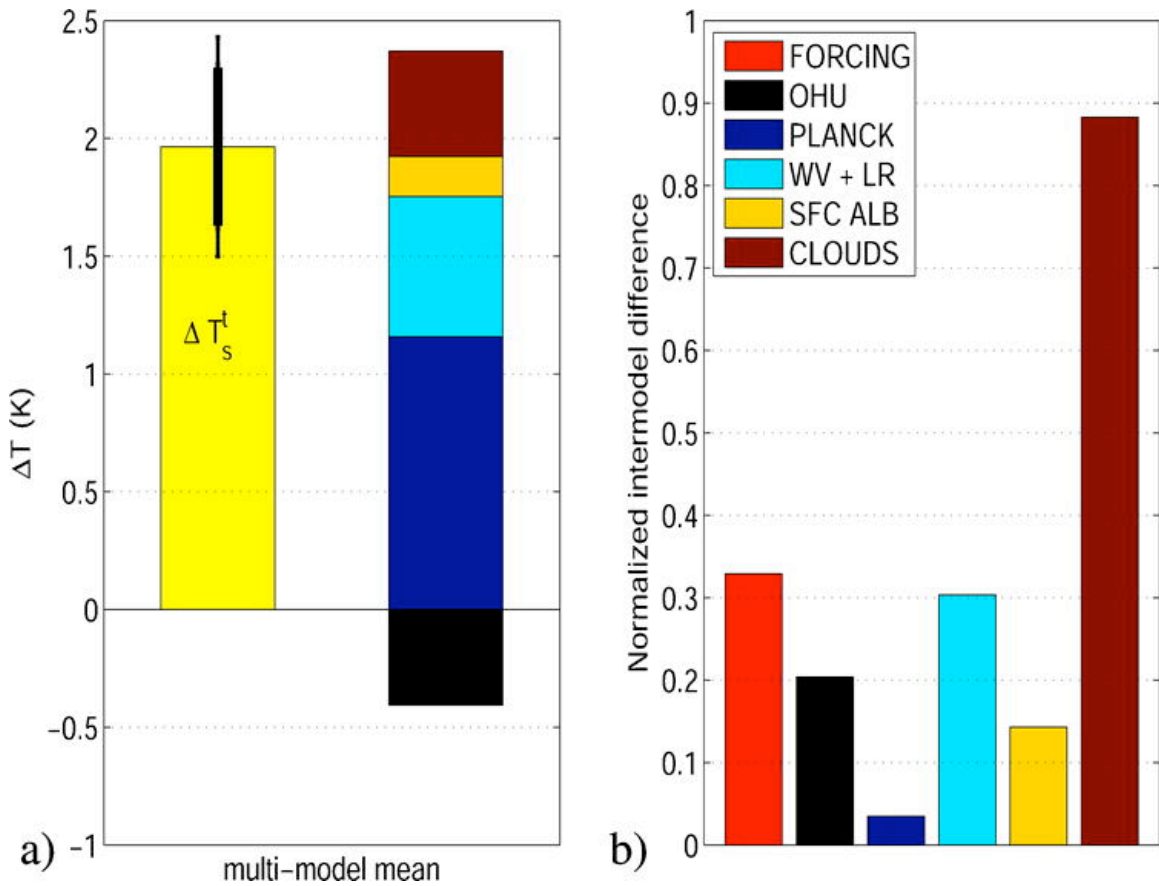 2.5
2
1.5
1
0.5
0
−0.5
−1
ΔT (K)
Δ T_s^t
multi−model mean
a)
1
0.9
0.8
0.7
0.6
0.5
0.4
0.3
0.2
0.1
0
Normalized intermodel difference
FORCING
OHU
PLANCK
WV + LR
SFC ALB
CLOUDS
b)